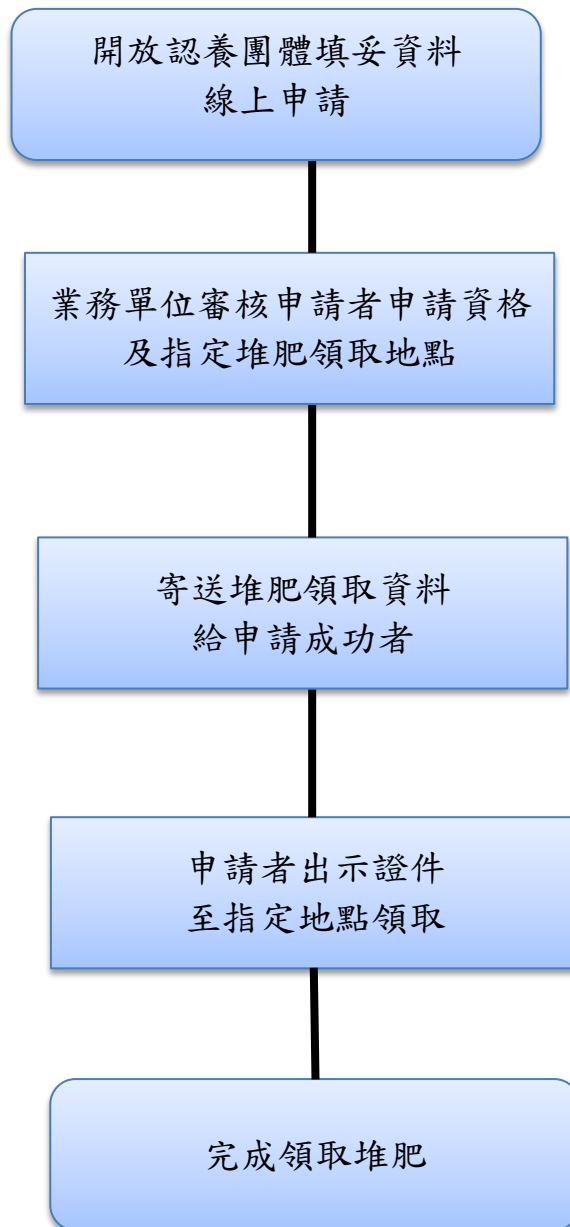 開放認養團體填妥資料
線上申請
業務單位審核申請者申請資格
及指定堆肥領取地點
寄送堆肥領取資料
給申請成功者
申請者出示證件
至指定地點領取
完成領取堆肥